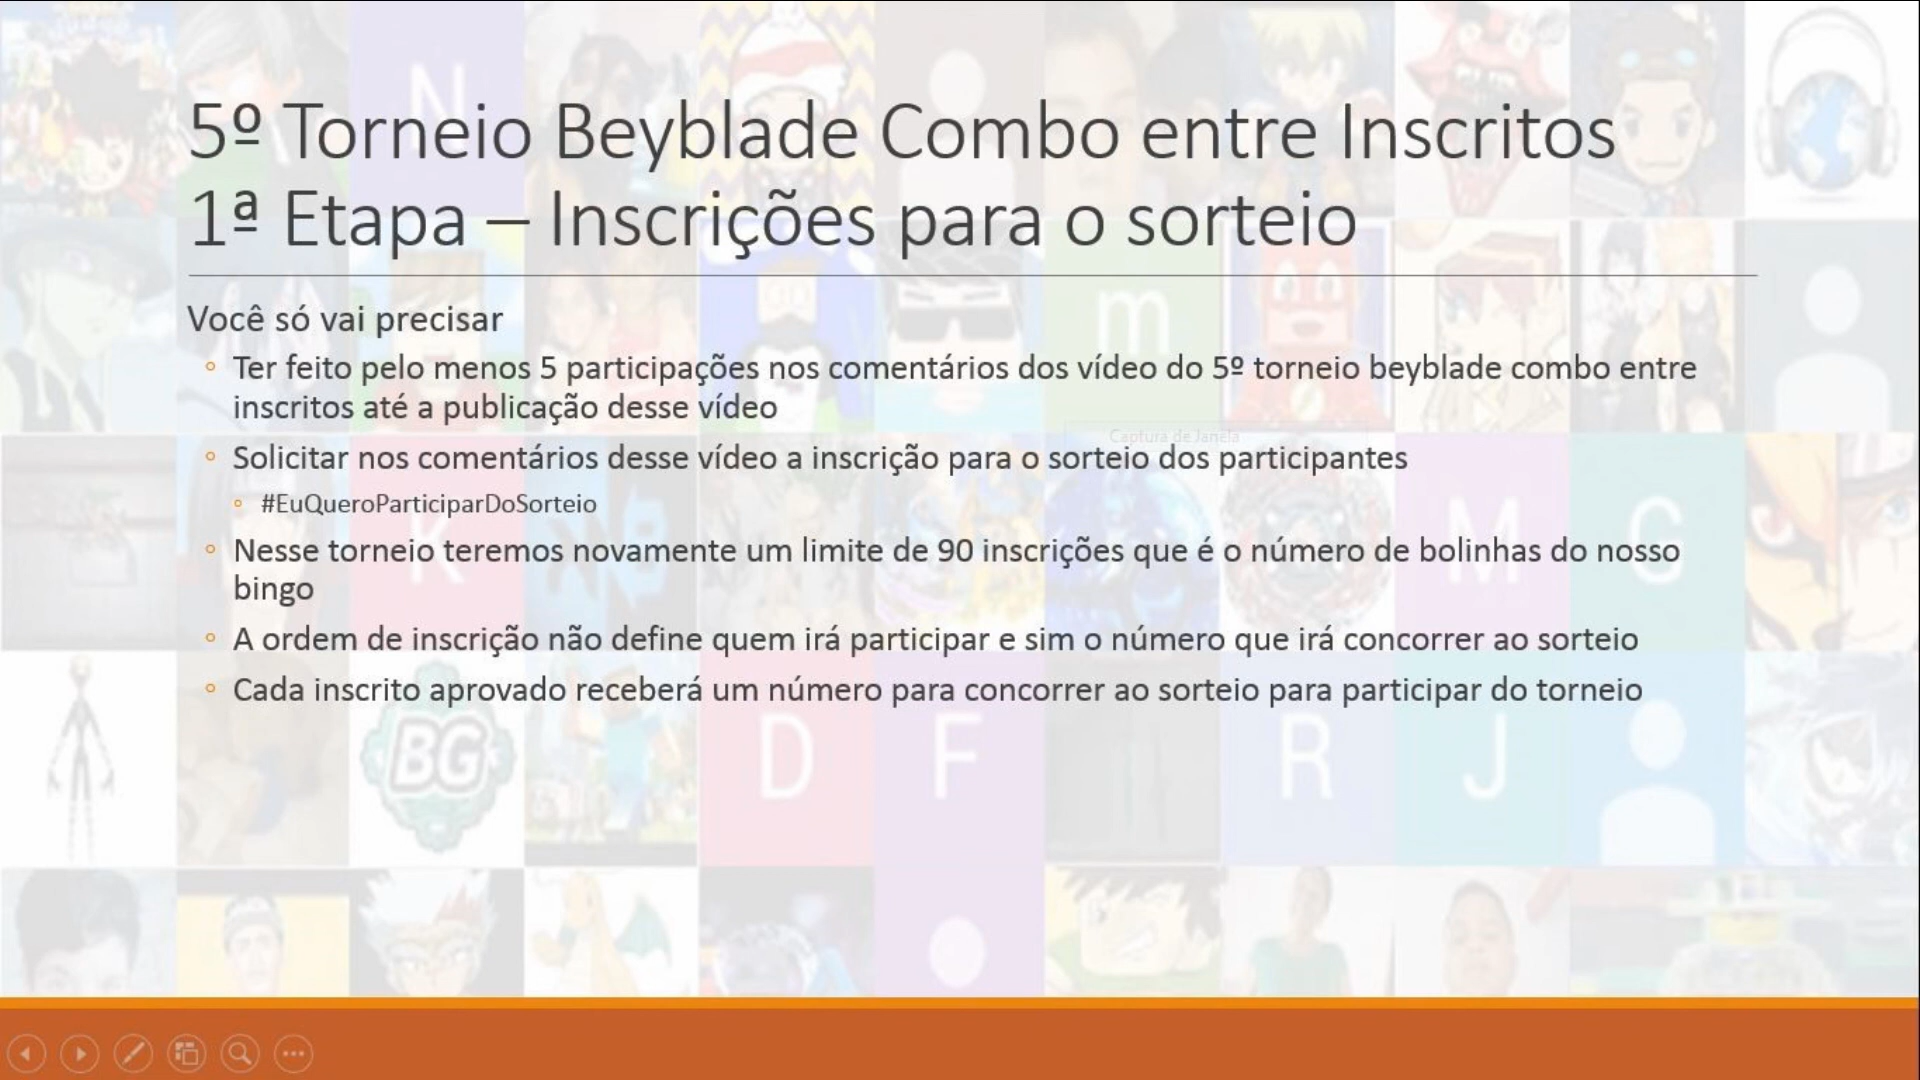 5º Torneio Beyblade Combo entre Inscritos
1ª Etapa – Inscrições para o sorteio
Você só vai precisar
Ter feito pelo menos 5 participações nos comentários dos vídeo do 5º torneio beyblade combo entre
inscritos até a publicação desse vídeo
Captura de Janela
Solicitar nos comentários desse vídeo a inscrição para o sorteio dos participantes
#EuQueroParticiparDoSorteio
Nesse torneio teremos novamente um limite de 90 inscrições que é o número de bolinhas do nosso
bingo
A ordem de inscrição não define quem irá participar e sim o número que irá concorrer ao sorteio
Cada inscrito aprovado receberá um número para concorrer ao sorteio para participar do torneio
N
m
K
M
G
BG
D
F
R
J